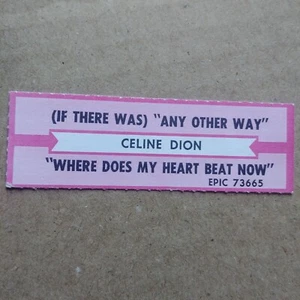 (IF THERE WAS) "ANY OTHER WAY"
CELINE DION
"WHERE DOES MY HEART BEAT NOW"
EPIC 73665